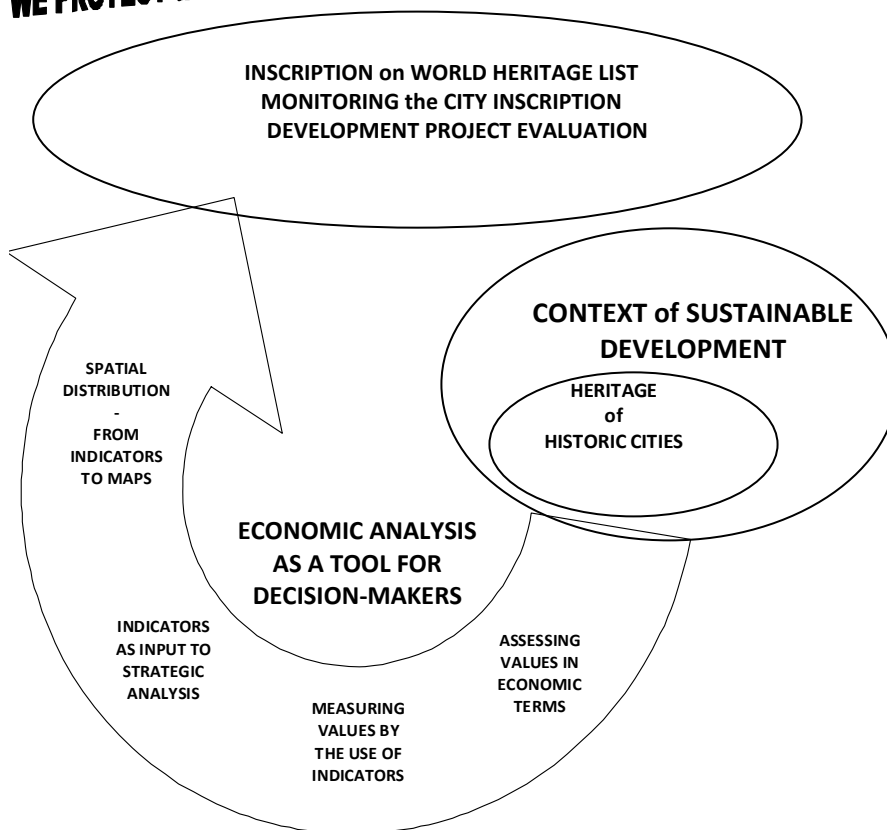 WE PROTECT
INSCRIPTION on WORLD HERITAGE LIST
MONITORING the CITY INSCRIPTION
DEVELOPMENT PROJECT EVALUATION
CONTEXT of SUSTAINABLE
DEVELOPMENT
HERITAGE
of
HISTORIC CITIES
SPATIAL
DISTRIBUTION
-
FROM
INDICATORS
TO MAPS
ECONOMIC ANALYSIS
AS A TOOL FOR
DECISION-MAKERS
INDICATORS
AS INPUT TO
STRATEGIC
ANALYSIS
MEASURING
VALUES BY
THE USE OF
INDICATORS
ASSESSING
VALUES IN
ECONOMIC
TERMS